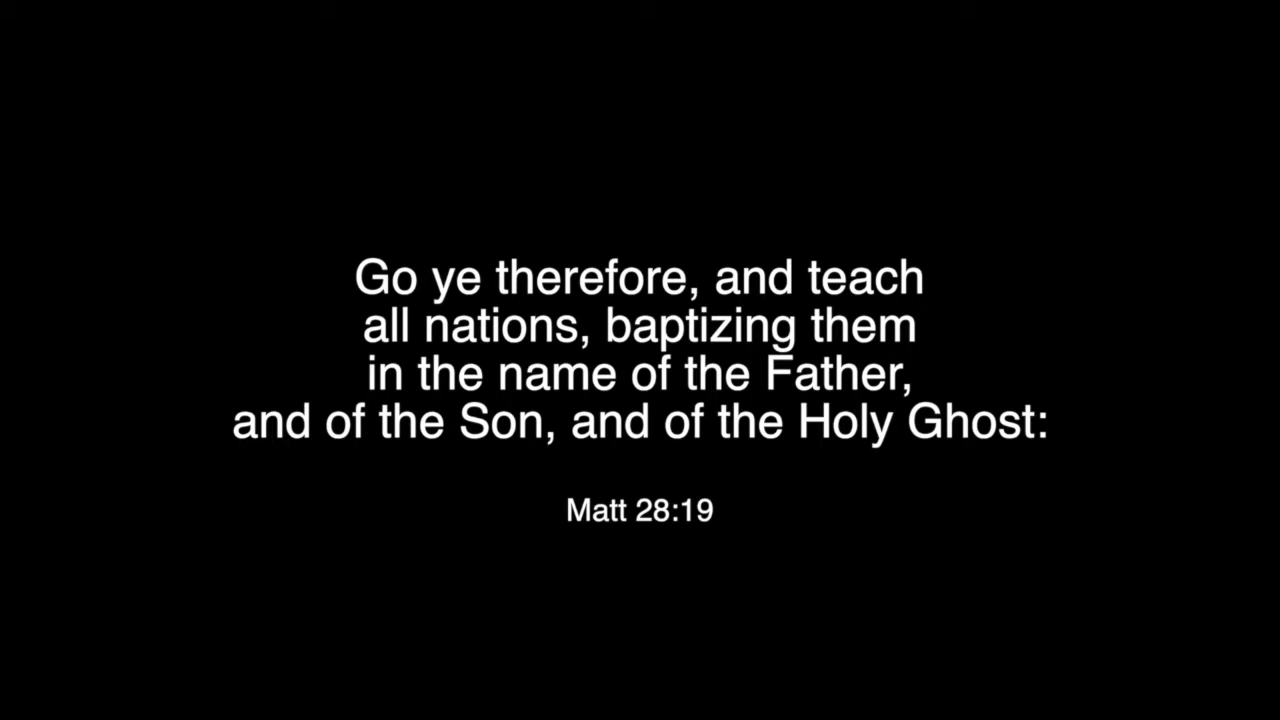 Go ye therefore, and teach
all nations, baptizing them
in the name of the Father,
and of the Son, and of the Holy Ghost:
Matt 28:19